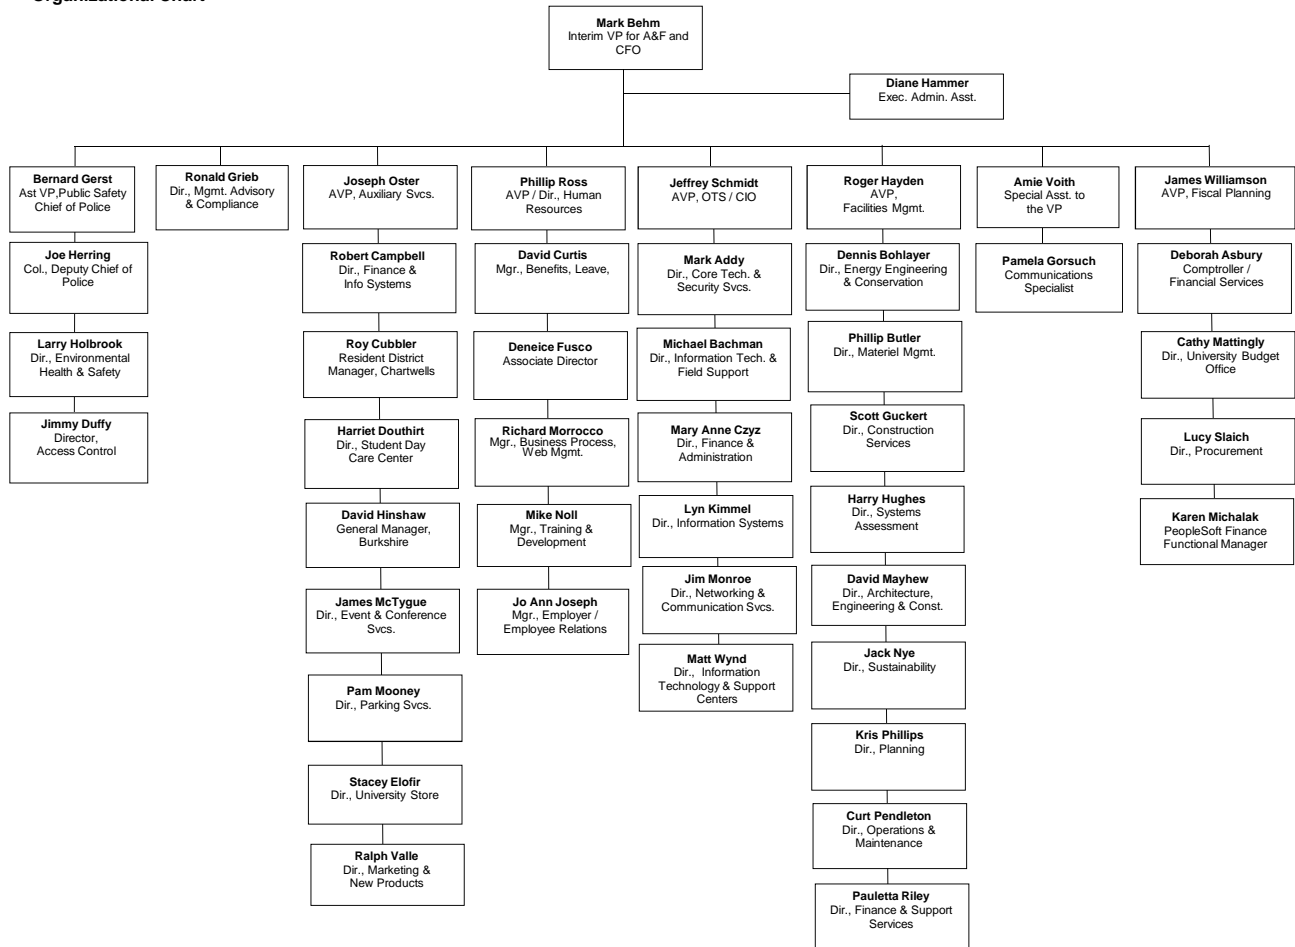 Organizational Chart
Mark Behm
Interim VP for A&F and
CFO
Diane Hammer
Exec. Admin. Asst.
Bernard Gerst
Ast VP,Public Safety
Chief of Police
Joe Herring
Col., Deputy Chief of
Police
Larry Holbrook
Dir., Environmental
Health & Safety
Jimmy Duffy
Director,
Access Control
Ronald Grieb
Dir., Mgmt. Advisory
& Compliance
Joseph Oster
AVP, Auxiliary Svcs.
Robert Campbell
Dir., Finance &
Info Systems
Roy Cubbler
Resident District
Manager, Chartwells
Harriet Douthirt
Dir., Student Day
Care Center
David Hinshaw
General Manager,
Burkshire
James McTygue
Dir., Event & Conference
Svcs.
Pam Mooney
Dir., Parking Svcs.
Stacey Elofir
Dir., University Store
Ralph Valle
Dir., Marketing &
New Products
Phillip Ross
AVP / Dir., Human
Resources
David Curtis
Mgr., Benefits, Leave,
Deneice Fusco
Associate Director
Richard Morrocco
Mgr., Business Process,
Web Mgmt.
Mike Noll
Mgr., Training &
Development
Jo Ann Joseph
Mgr., Employer /
Employee Relations
Jeffrey Schmidt
AVP, OTS / CIO
Mark Addy
Dir., Core Tech. &
Security Svcs.
Michael Bachman
Dir., Information Tech. &
Field Support
Mary Anne Czyz
Dir., Finance &
Administration
Lyn Kimmel
Dir., Information Systems
Jim Monroe
Dir., Networking &
Communication Svcs.
Matt Wynd
Dir., Information
Technology & Support
Centers
Roger Hayden
AVP,
Facilities Mgmt.
Dennis Bohlayer
Dir., Energy Engineering
& Conservation
Phillip Butler
Dir., Materiel Mgmt.
Scott Guckert
Dir., Construction
Services
Harry Hughes
Dir., Systems
Assessment
David Mayhew
Dir., Architecture,
Engineering & Const.
Jack Nye
Dir., Sustainability
Kris Phillips
Dir., Planning
Curt Pendleton
Dir., Operations &
Maintenance
Pauletta Riley
Dir., Finance & Support
Services
Amie Voith
Special Asst. to
the VP
Pamela Gorsuch
Communications
Specialist
James Williamson
AVP, Fiscal Planning
Deborah Asbury
Comptroller /
Financial Services
Cathy Mattingly
Dir., University Budget
Office
Lucy Slaich
Dir., Procurement
Karen Michalak
PeopleSoft Finance
Functional Manager